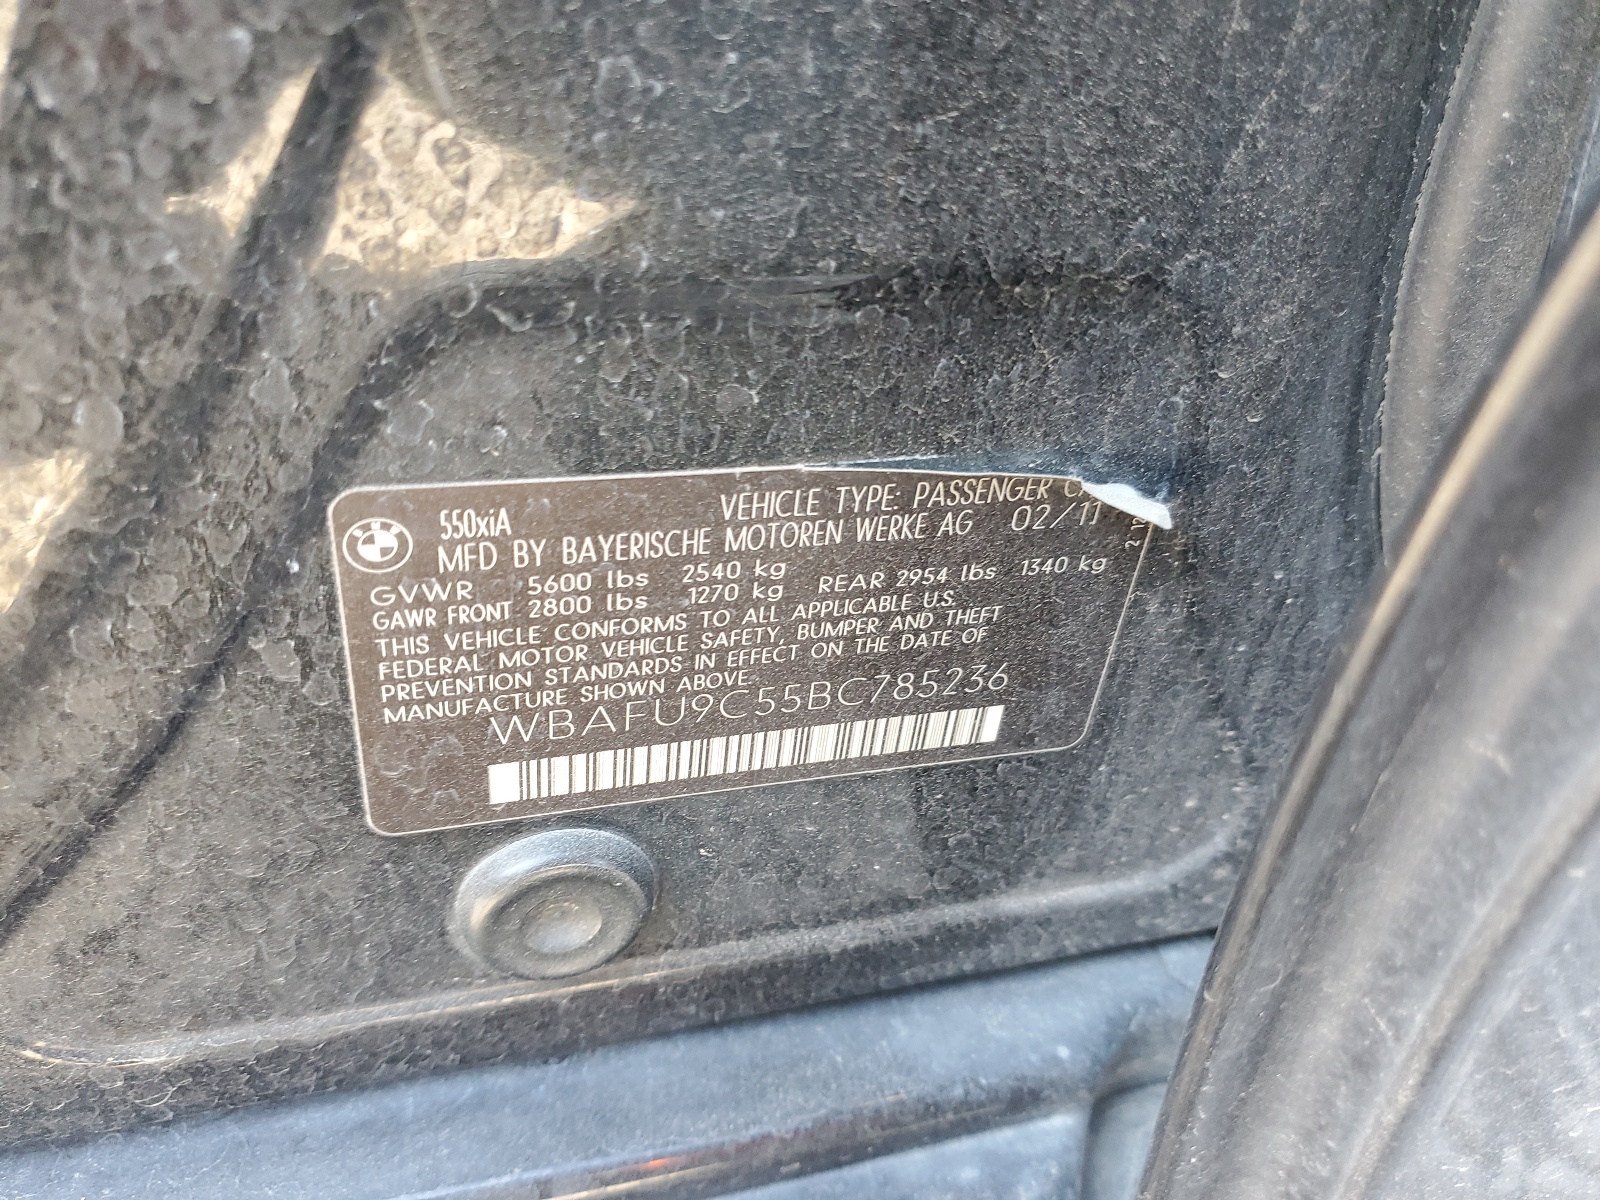 BMW
550xiA VEHICLE TYPE: PASSENGER
MFD BY BAYERISCHE MOTOREN WERKE AG 02/11
GVWR 5600 lbs 2540 kg
GAWR FRONT 2800 lbs 1270 kg REAR 2954 lbs 1340 kg
THIS VEHICLE CONFORMS TO ALL APPLICABLE U.S.
FEDERAL MOTOR VEHICLE SAFETY, BUMPER AND THEFT
PREVENTION STANDARDS IN EFFECT ON THE DATE OF
MANUFACTURE SHOWN ABOVE
WBAFU9C55BC785236